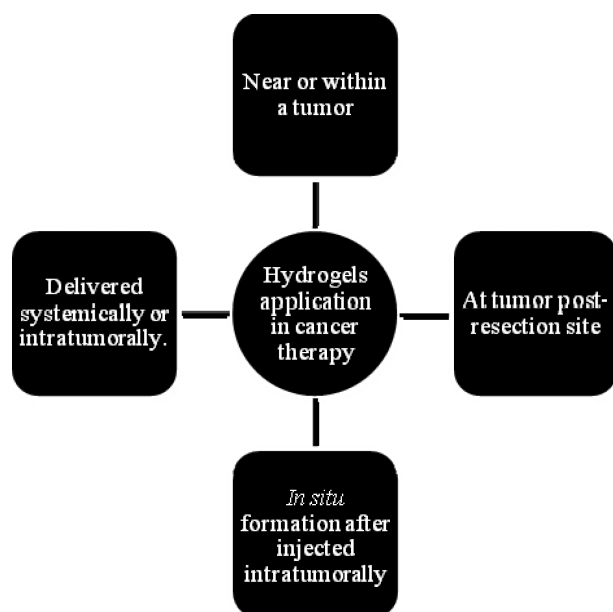 Near or within
a tumor
Delivered
systemically or
intratumorally.
Hydrogels
application
in cancer
therapy
At tumor post-
resection site
In situ
formation after
injected
intratumorally